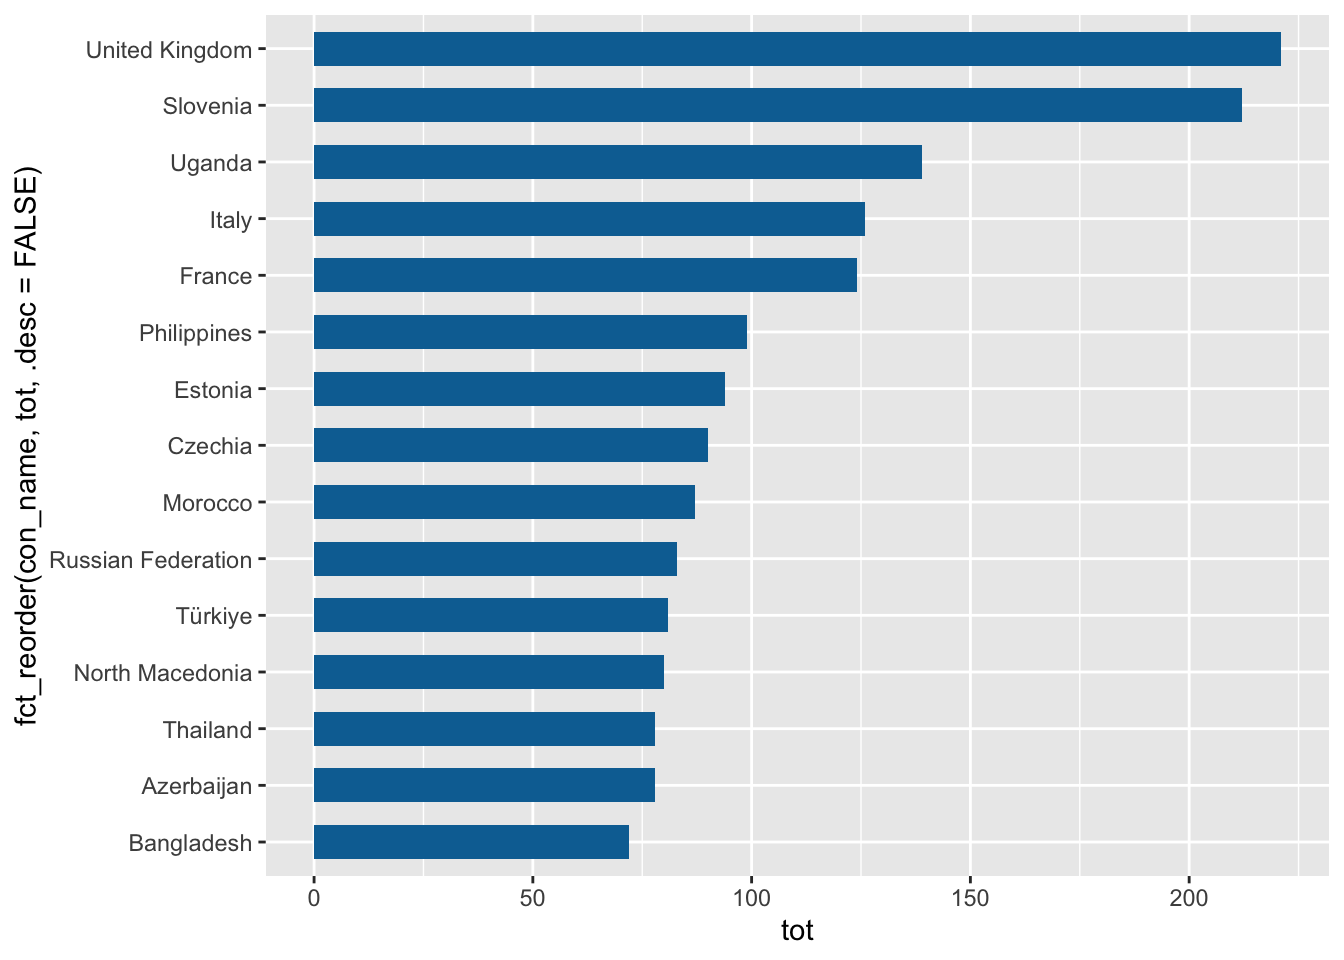 fct_reorder(con_name, tot, .desc = FALSE)
United Kingdom
Slovenia
Uganda
Italy
France
Philippines
Estonia
Czechia
Morocco
Russian Federation
Türkiye
North Macedonia
Thailand
Azerbaijan
Bangladesh
0 50 100 150 200
tot